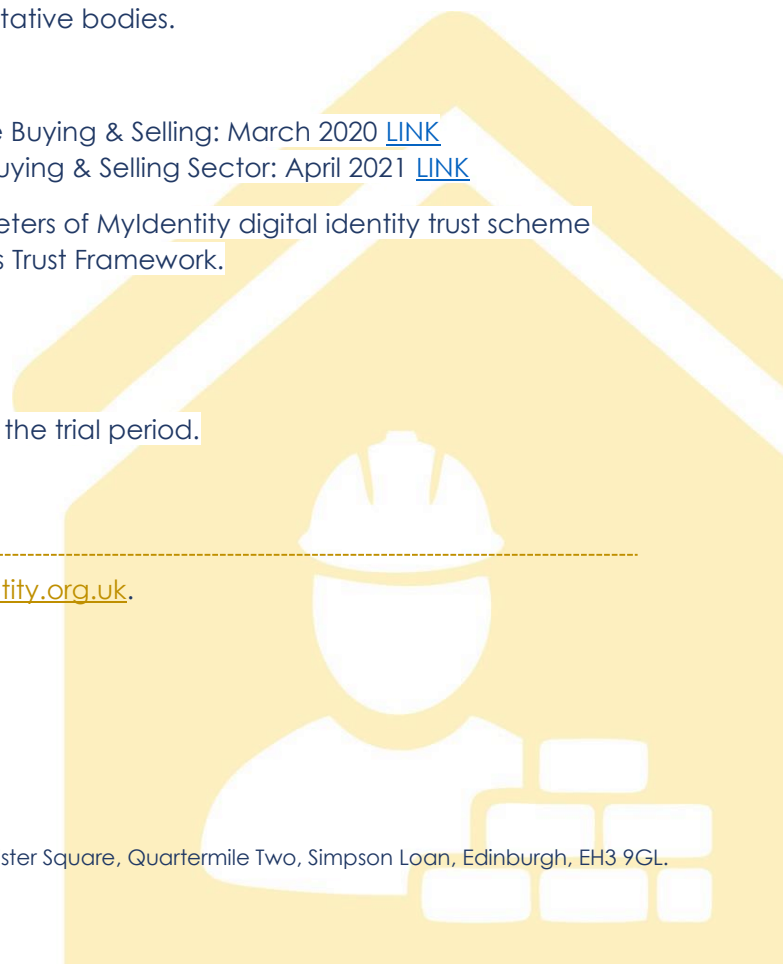 tative bodies.
e Buying & Selling: March 2020 LINK
uying & Selling Sector: April 2021 LINK
eters of MyIdentity digital identity trust scheme
s Trust Framework.
the trial period.
tity.org.uk.
ster Square, Quartermile Two, Simpson Loan, Edinburgh, EH3 9GL.